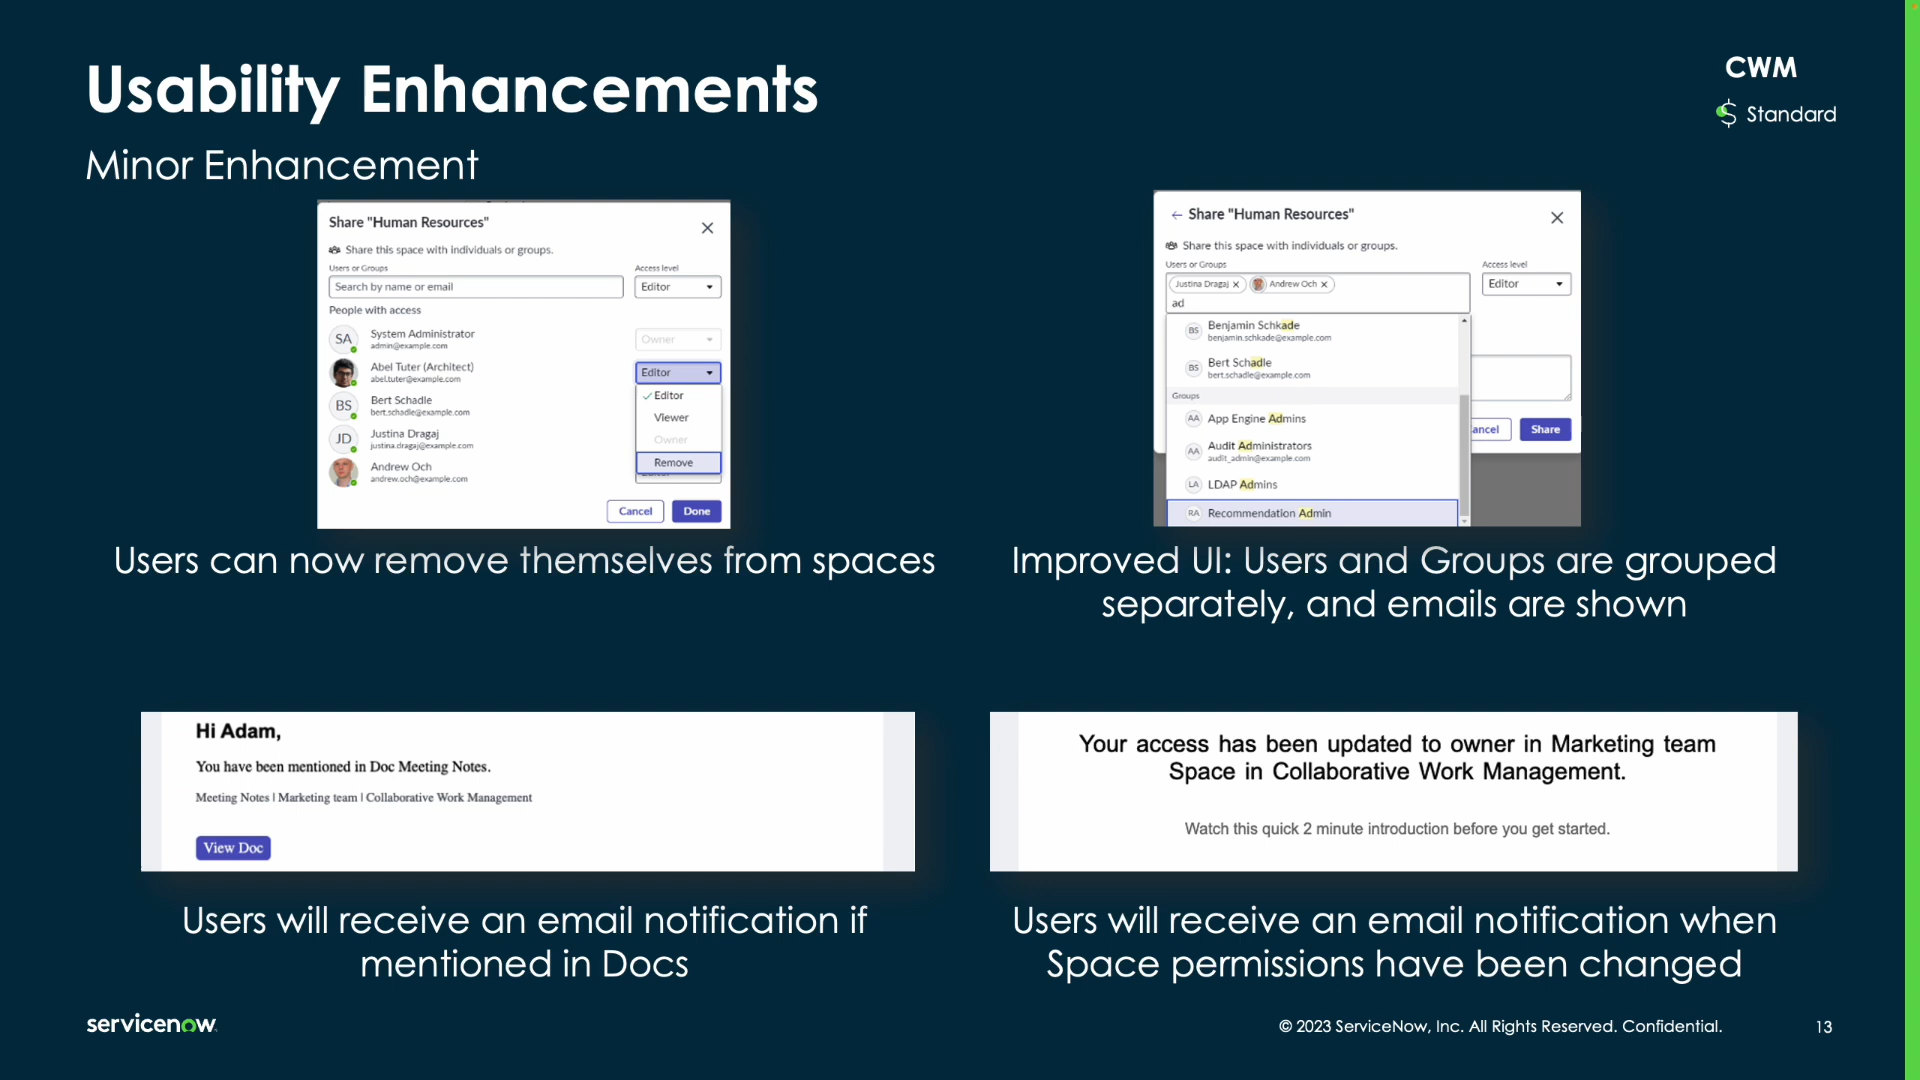 Usability Enhancements
Minor Enhancement
CWM
Standard
Share "Human Resources"
Share this space with individuals or groups.
Users or Groups
Access level
Search by name or email
Editor
People with access
SA
System Administrator
admin@example.com
Owner
Abel Tuter (Architect)
abel.tuter@example.com
Editor
BS
Bert Schadle
bert.schadle@example.com
Editor
Viewer
JD
Justina Dragaj
justina.dragaj@example.com
Owner
Andrew Och
andrew.och@example.com
Remove
Cancel
Done
Users can now remove themselves from spaces
Share "Human Resources"
Share this space with individuals or groups.
Users or Groups
Access level
Justina Dragaj
Andrew Och
Editor
ad
BS
Benjamin Schkade
benjamin.schkade@example.com
BS
Bert Schadle
bert.schadle@example.com
Groups
AA
App Engine Admins
AA
Audit Administrators
audit_admin@example.com
LA
LDAP Admins
RA
Recommendation Admin
ancel
Share
Improved UI: Users and Groups are grouped
separately, and emails are shown
Hi Adam,
You have been mentioned in Doc Meeting Notes.
Meeting Notes | Marketing team | Collaborative Work Management
View Doc
Users will receive an email notification if
mentioned in Docs
Your access has been updated to owner in Marketing team
Space in Collaborative Work Management.
Watch this quick 2 minute introduction before you get started.
Users will receive an email notification when
Space permissions have been changed
servicenow
© 2023 ServiceNow, Inc. All Rights Reserved. Confidential.
13